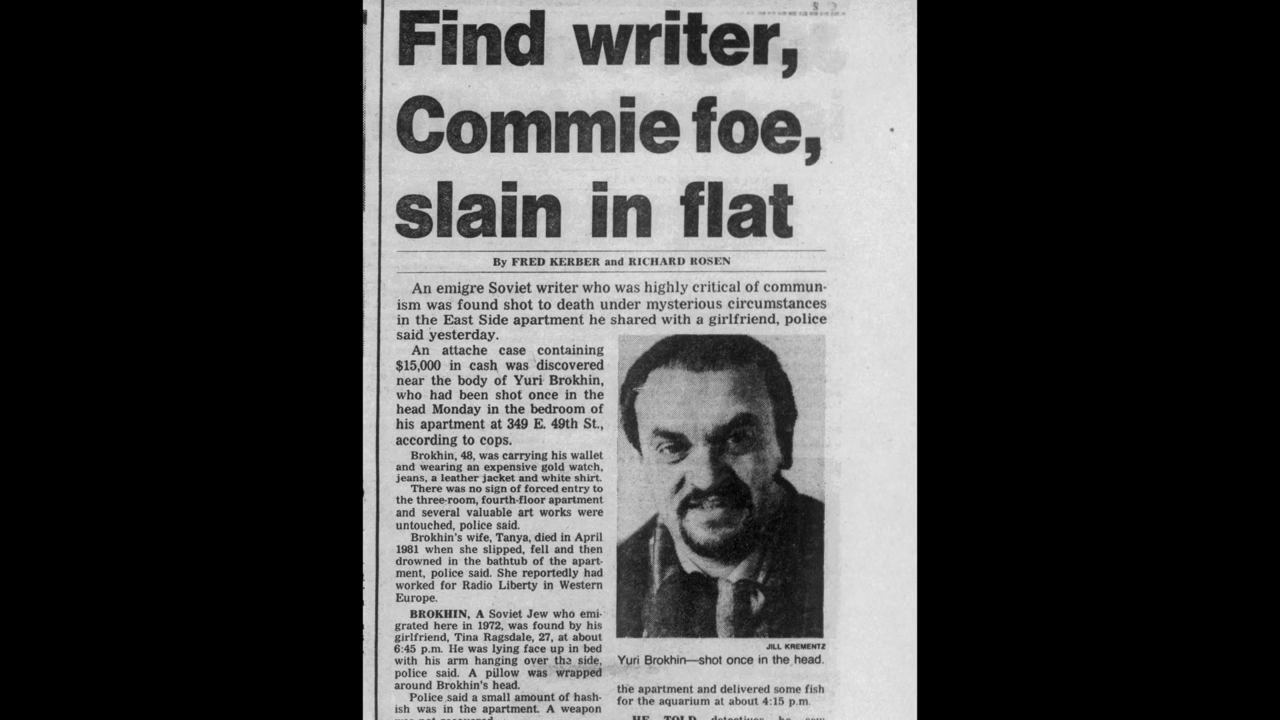 Find writer,
Commie foe,
slain in flat
By FRED KERBER and RICHARD ROSEN
An emigre Soviet writer who was highly critical of commun-
ism was found shot to death under mysterious circumstances
in the East Side apartment he shared with a girlfriend, police
said yesterday.
An attache case containing
$15,000 in cash was discovered
near the body of Yuri Brokhin,
who had been shot once in the
head Monday in the bedroom of
his apartment at 349 E. 49th St.,
according to cops.
Brokhin, 48, was carrying his wallet
and wearing an expensive gold watch,
jeans, a leather jacket and white shirt.
There was no sign of forced entry to
the three-room, fourth-floor apartment
and several valuable art works were
untouched, police said.
Brokhin's wife, Tanya, died in April
1981 when she slipped, fell and then
drowned in the bathtub of the apart-
ment, police said. She reportedly had
worked for Radio Liberty in Western
Europe.
BROKHIN, A Soviet Jew who emi-
grated here in 1972, was found by his
girlfriend, Tina Ragsdale, 27, at about
6:45 p.m. He was lying face up in bed
with his arm hanging over the side,
police said. A pillow was wrapped
around Brokhin's head.
Police said a small amount of hash-
ish was in the apartment. A weapon
was not recovered.
JILL KREMENTZ
Yuri Brokhin—shot once in the head.
the apartment and delivered some fish
for the aquarium at about 4:15 p.m.
HE TOLD detectives he saw